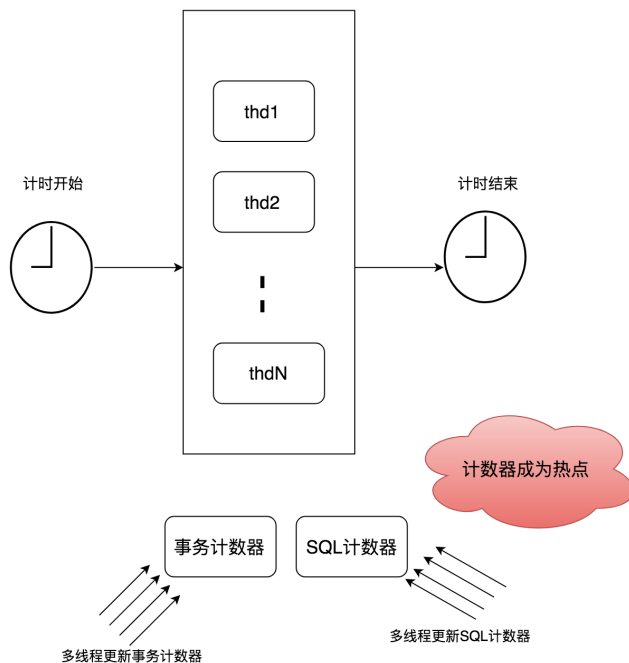 thd1
计时开始
计时结束
thd2
thdN
计数器成为热点
事务计数器
SQL计数器
多线程更新事务计数器
多线程更新SQL计数器